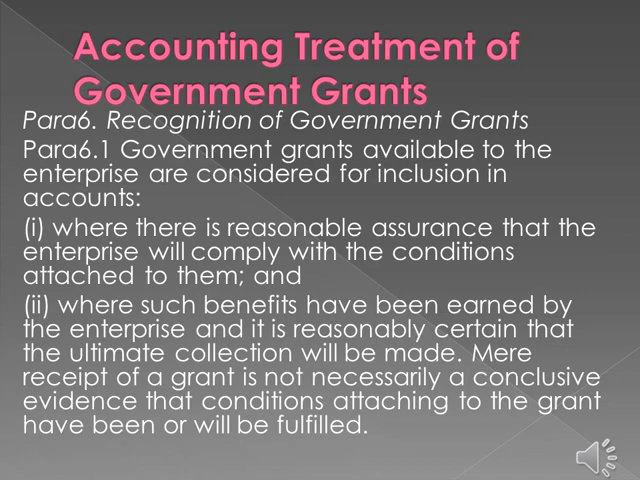 Accounting Treatment of
Government Grants
Para6. Recognition of Government Grants
Para6.1 Government grants available to the
enterprise are considered for inclusion in
accounts:
(i) where there is reasonable assurance that the
enterprise will comply with the conditions
attached to them; and
(ii) where such benefits have been earned by
the enterprise and it is reasonably certain that
the ultimate collection will be made. Mere
receipt of a grant is not necessarily a conclusive
evidence that conditions attaching to the grant
have been or will be fulfilled.